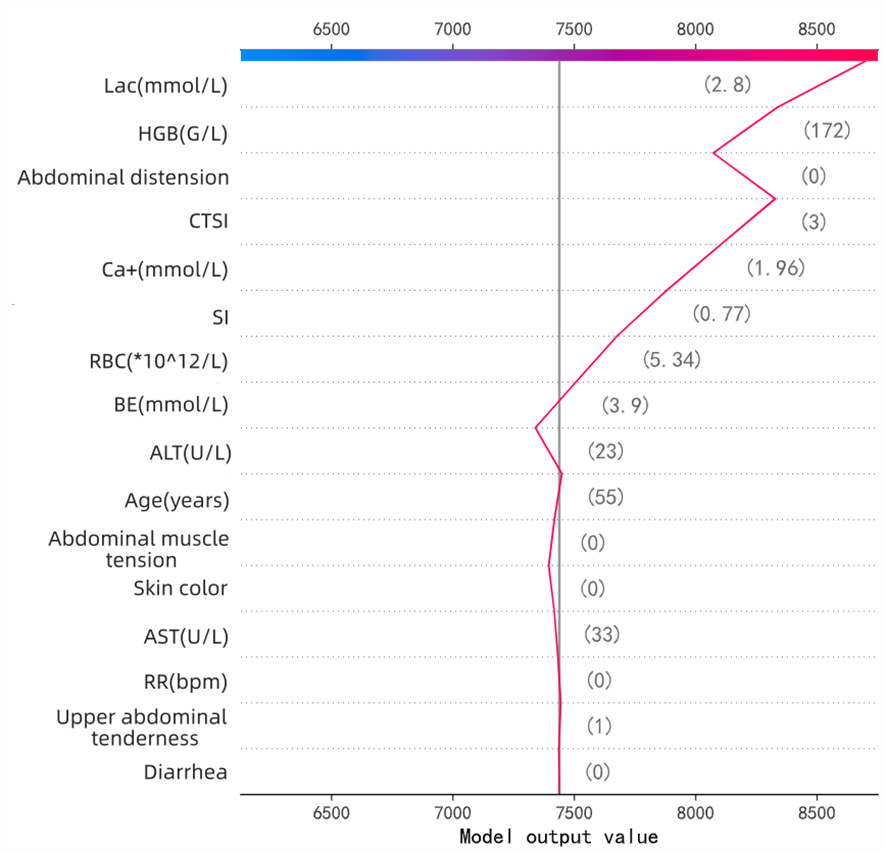 6500 7000 7500 8000 8500
Lac(mmol/L) (2.8)
HGB(G/L) (172)
Abdominal distension (0)
CTSI (3)
Ca+(mmol/L) (1.96)
SI (0.77)
RBC(*10^12/L) (5.34)
BE(mmol/L) (3.9)
ALT(U/L) (23)
Age(years) (55)
Abdominal muscle
tension (0)
Skin color (0)
AST(U/L) (33)
RR(bpm) (0)
Upper abdominal
tenderness (1)
Diarrhea (0)
6500 7000 7500 8000 8500
Model output value